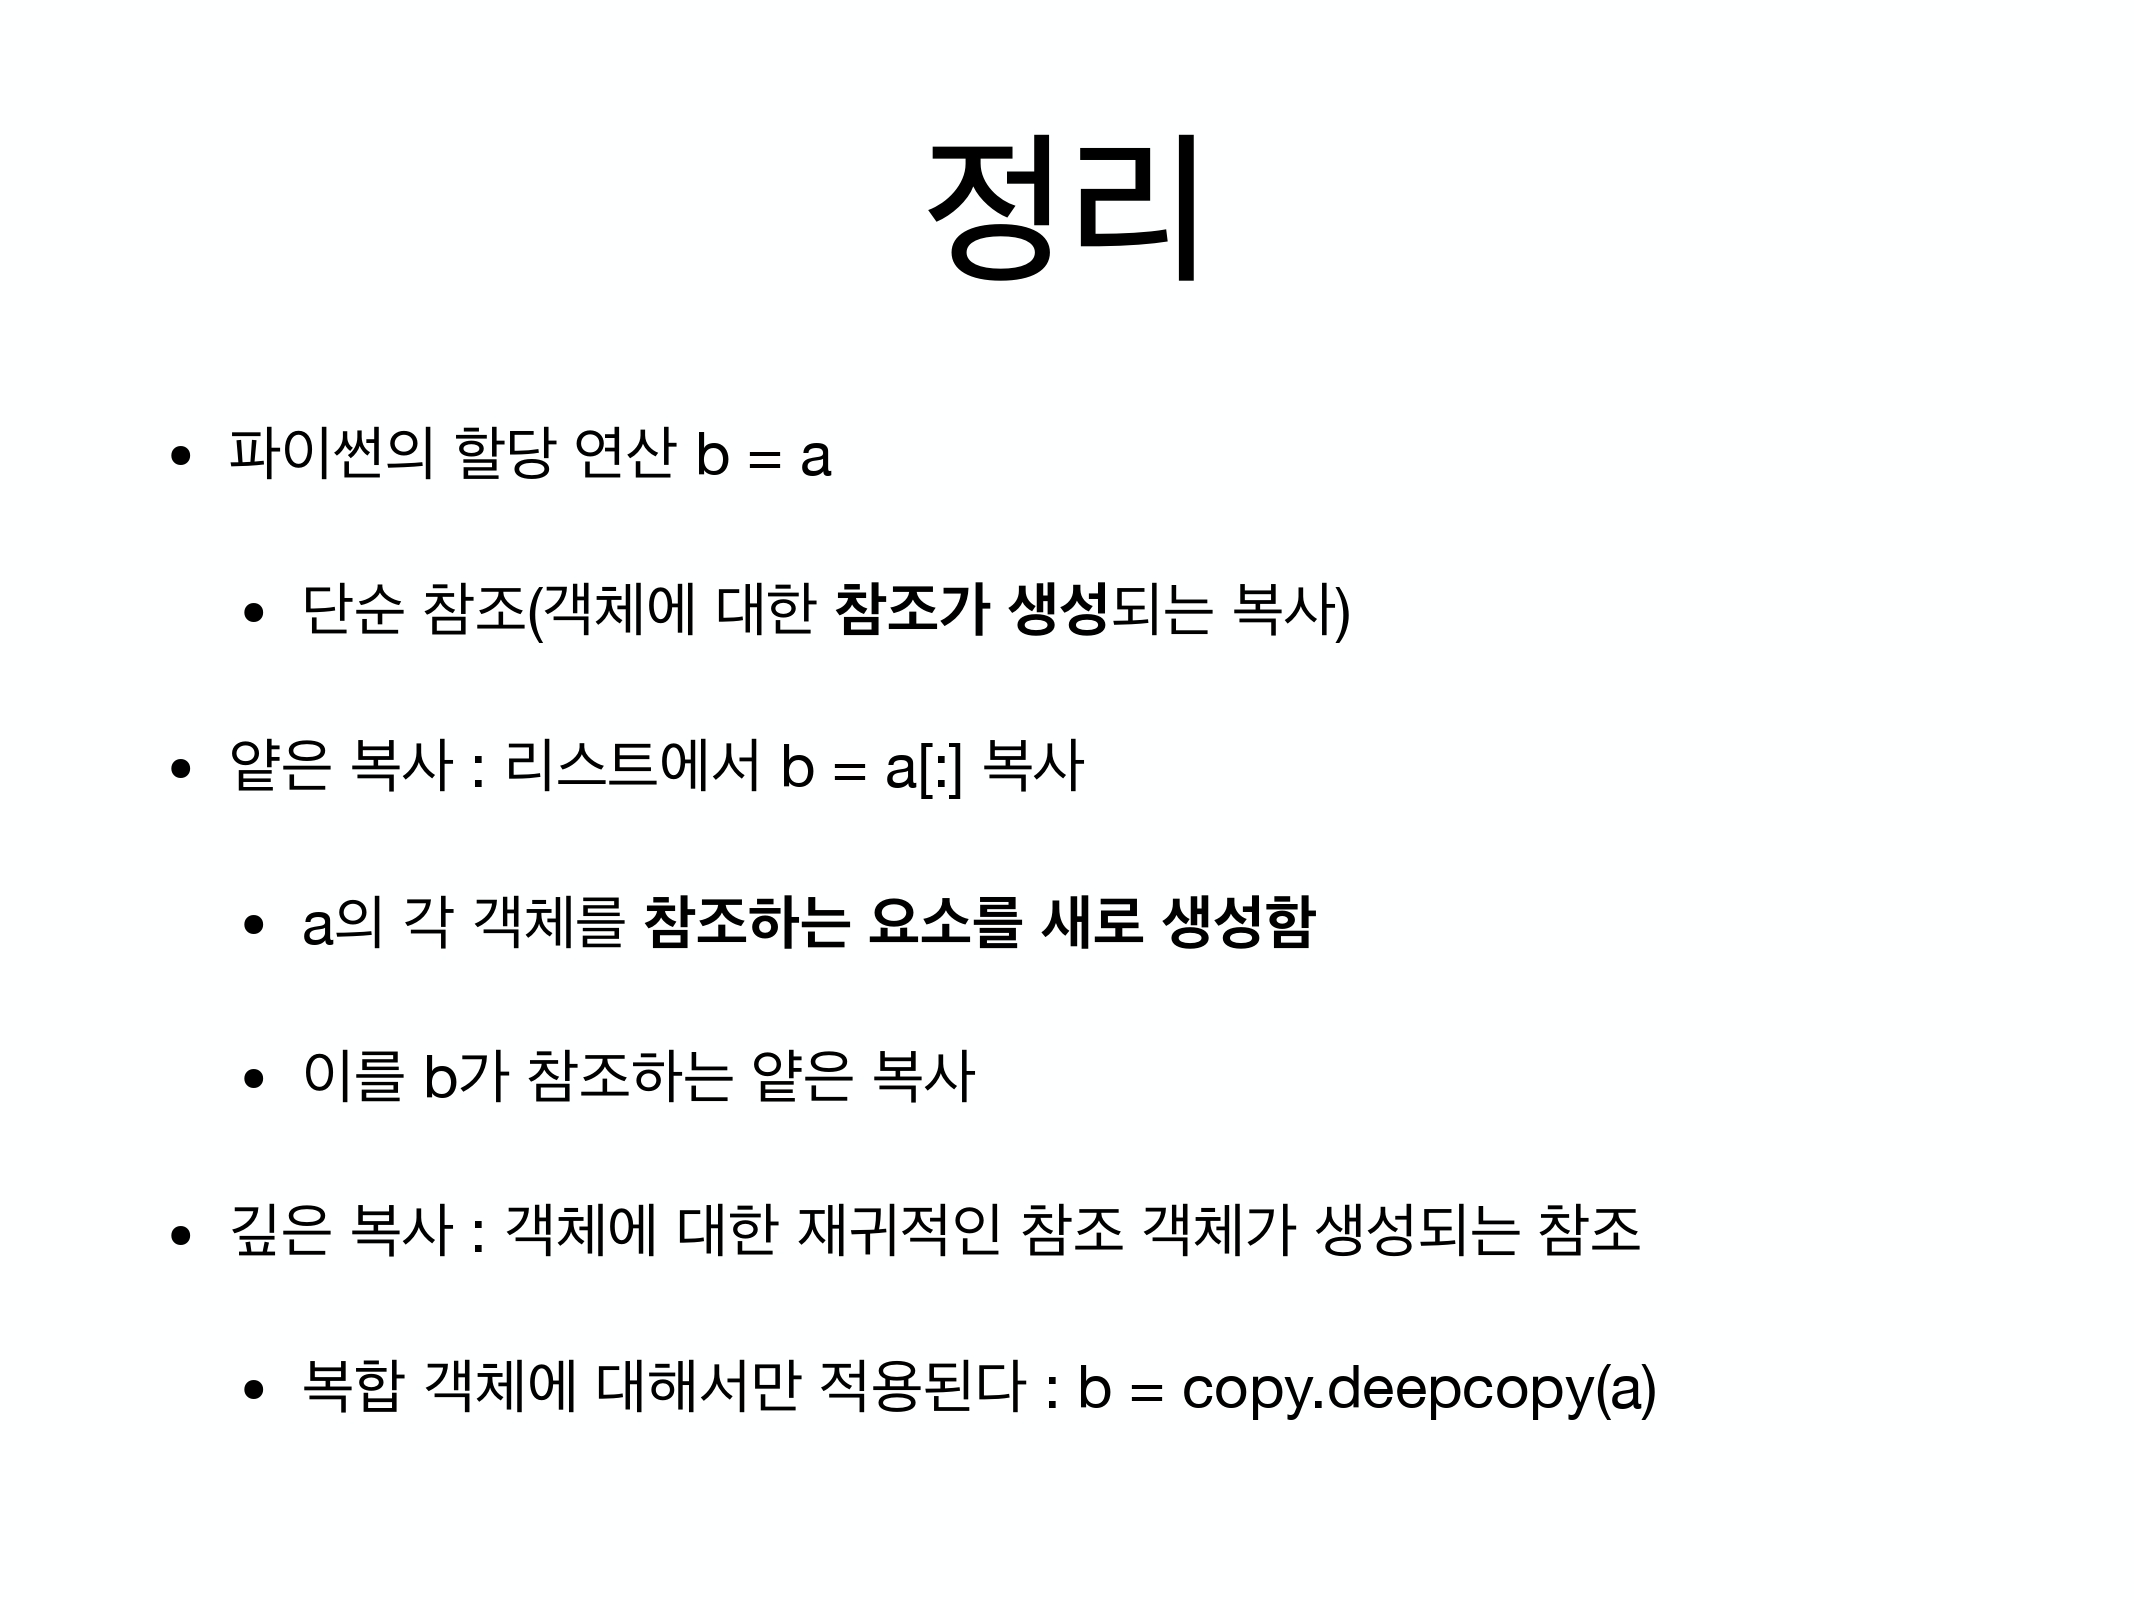 정리
• 파이썬의 할당 연산 b = a
• 단순 참조(객체에 대한 참조가 생성되는 복사)
• 얕은 복사 : 리스트에서 b = a[:] 복사
• a의 각 객체를 참조하는 요소를 새로 생성함
• 이를 b가 참조하는 얕은 복사
• 깊은 복사 : 객체에 대한 재귀적인 참조 객체가 생성되는 참조
• 복합 객체에 대해서만 적용된다 : b = copy.deepcopy(a)